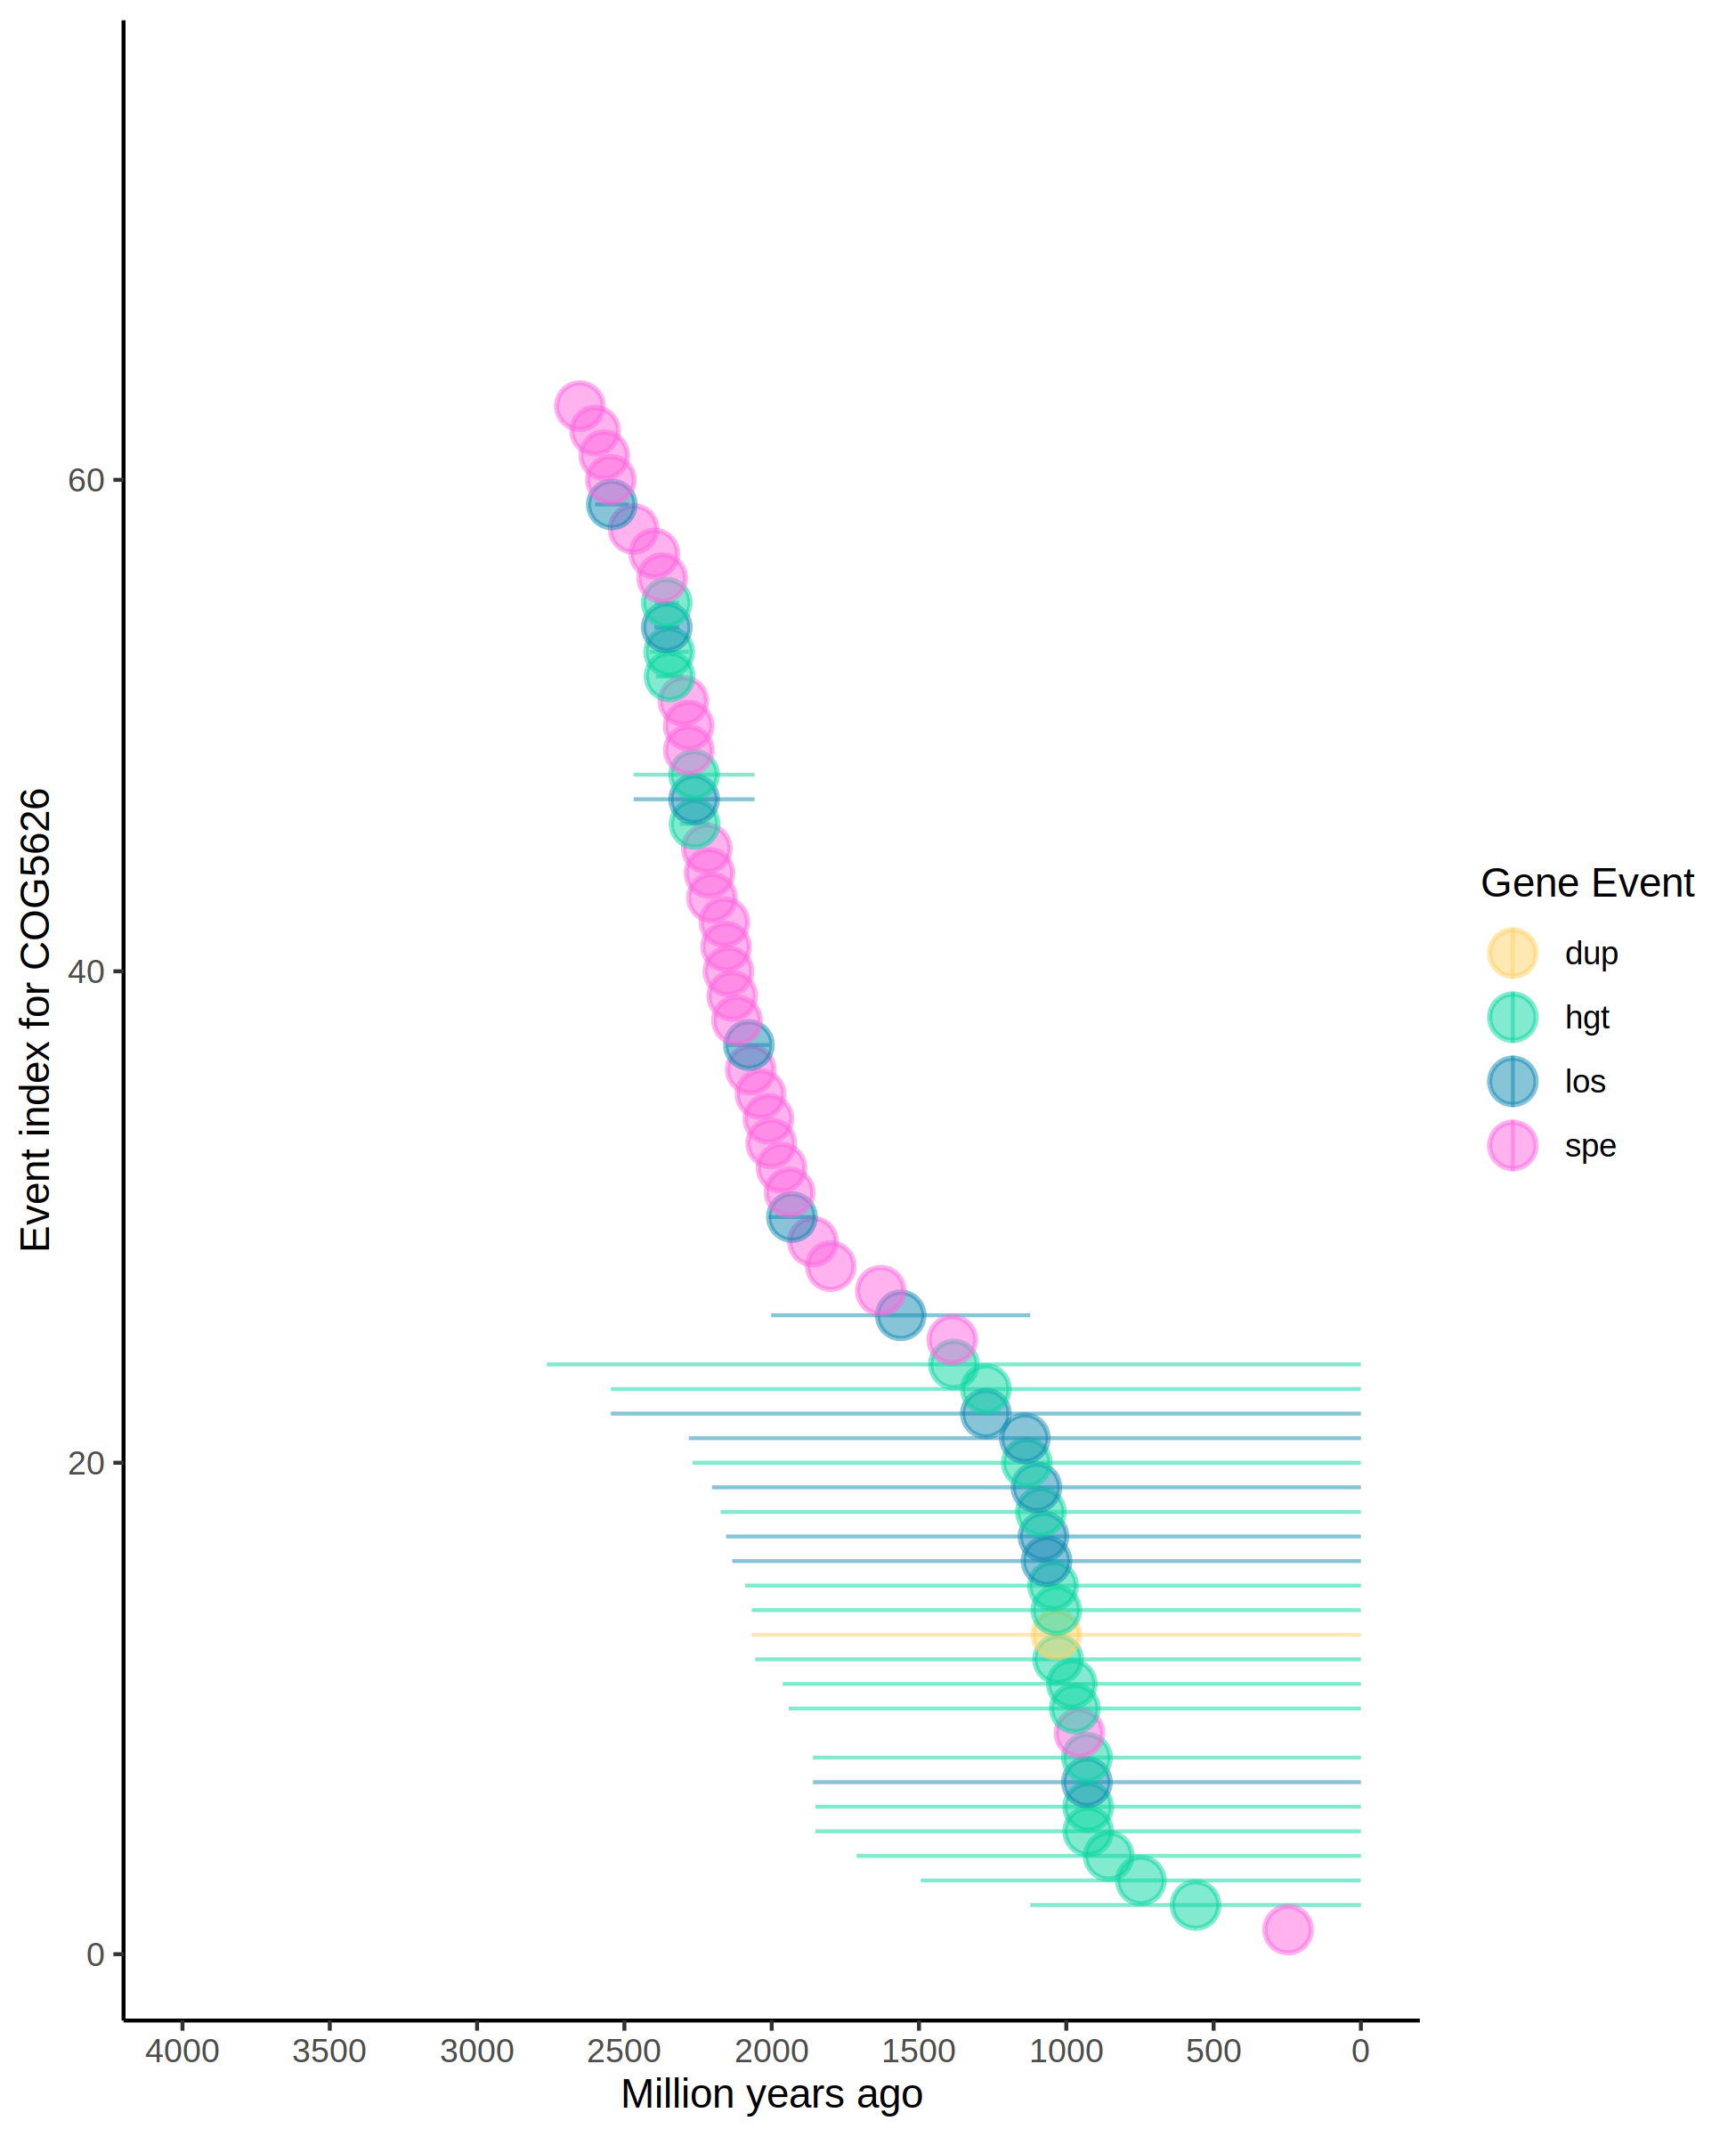 Event index for COG5626
60
40
20
0
4000 3500 3000 2500 2000 1500 1000 500 0
Million years ago
Gene Event
dup
hgt
los
spe